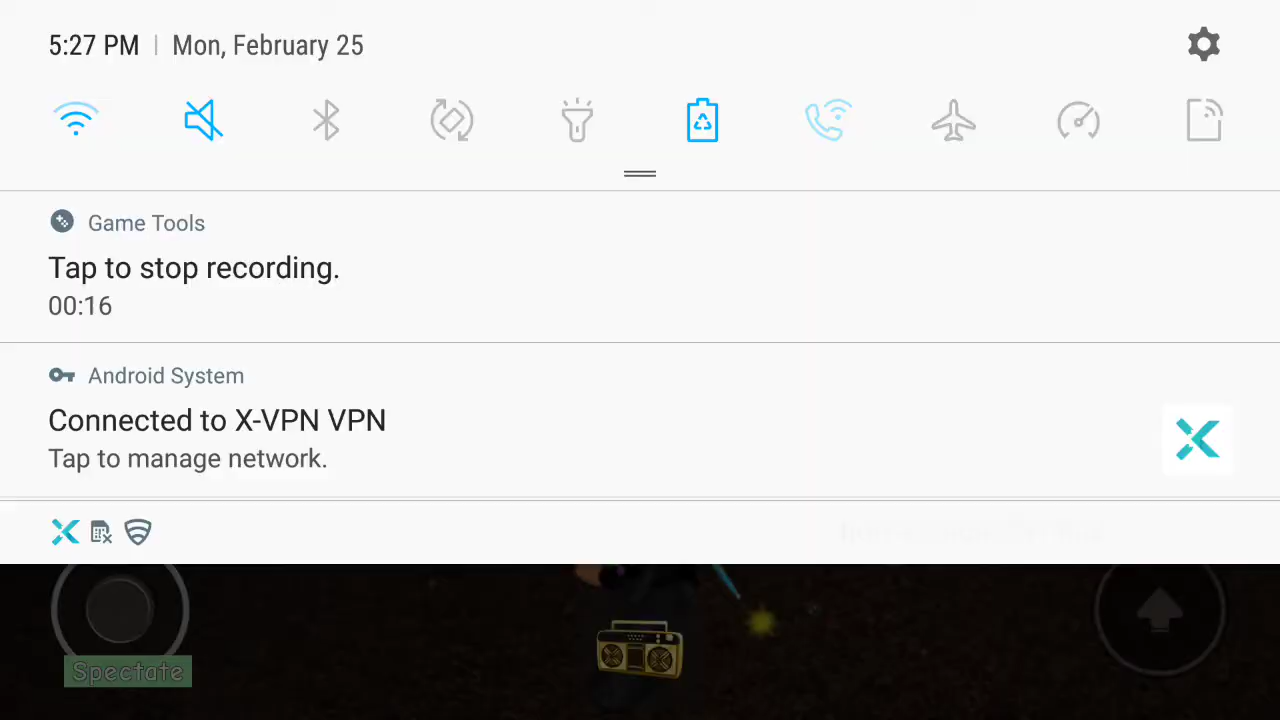 5:27 PM | Mon, February 25
Game Tools
Tap to stop recording.
00:16
Android System
Connected to X-VPN VPN
Tap to manage network.
Spectate